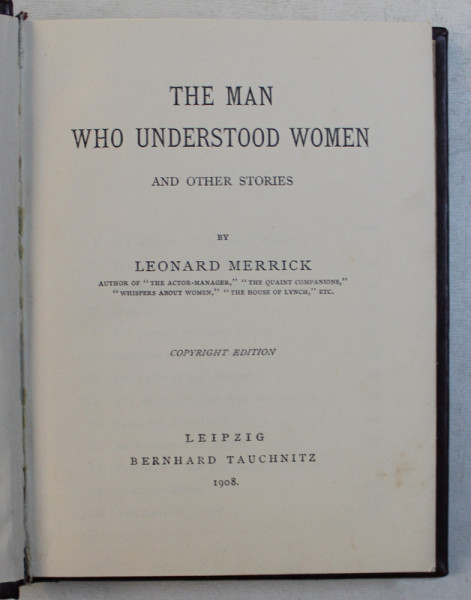 THE MAN
WHO UNDERSTOOD WOMEN
AND OTHER STORIES
BY
LEONARD MERRICK
AUTHOR OF "THE ACTOR-MANAGER," "THE QUAINT COMPANIONS,"
"WHISPERS ABOUT WOMEN," "THE HOUSE OF LYNCH," ETC.
COPYRIGHT EDITION
LEIPZIG
BERNHARD TAUCHNITZ
1908.